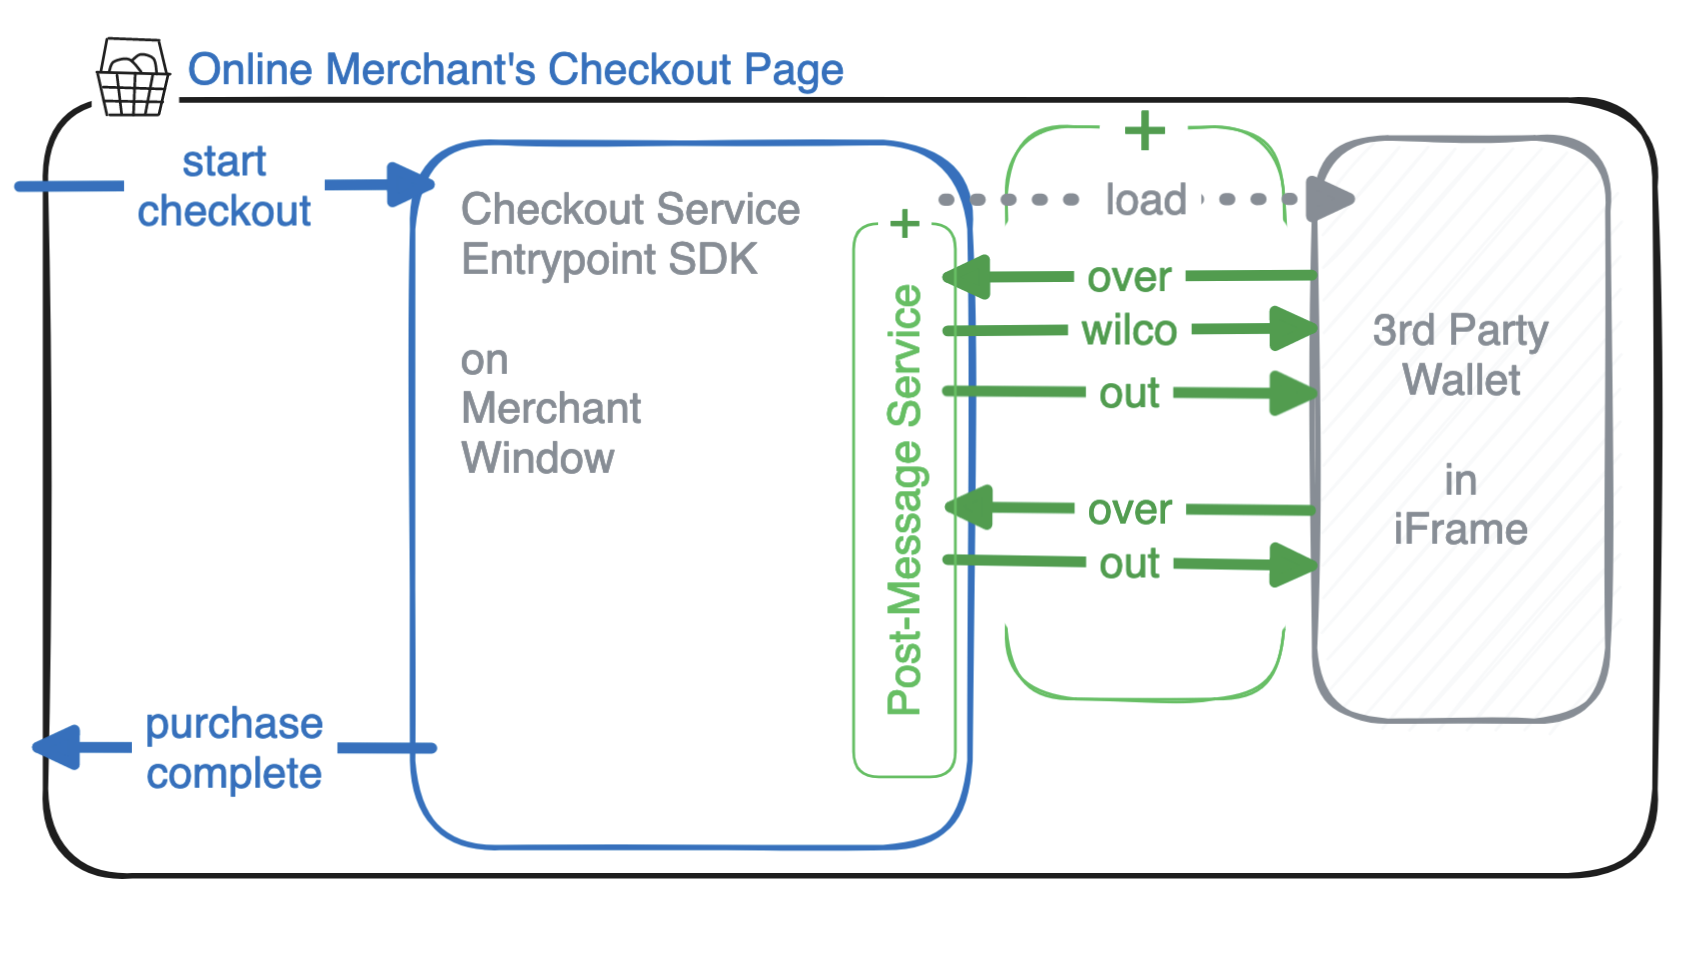 Online Merchant's Checkout Page
start
checkout
Checkout Service
Entrypoint SDK
on
Merchant
Window
+
Post-Message Service
+
load
over
wilco
out
over
out
3rd Party
Wallet
in
iFrame
purchase
complete